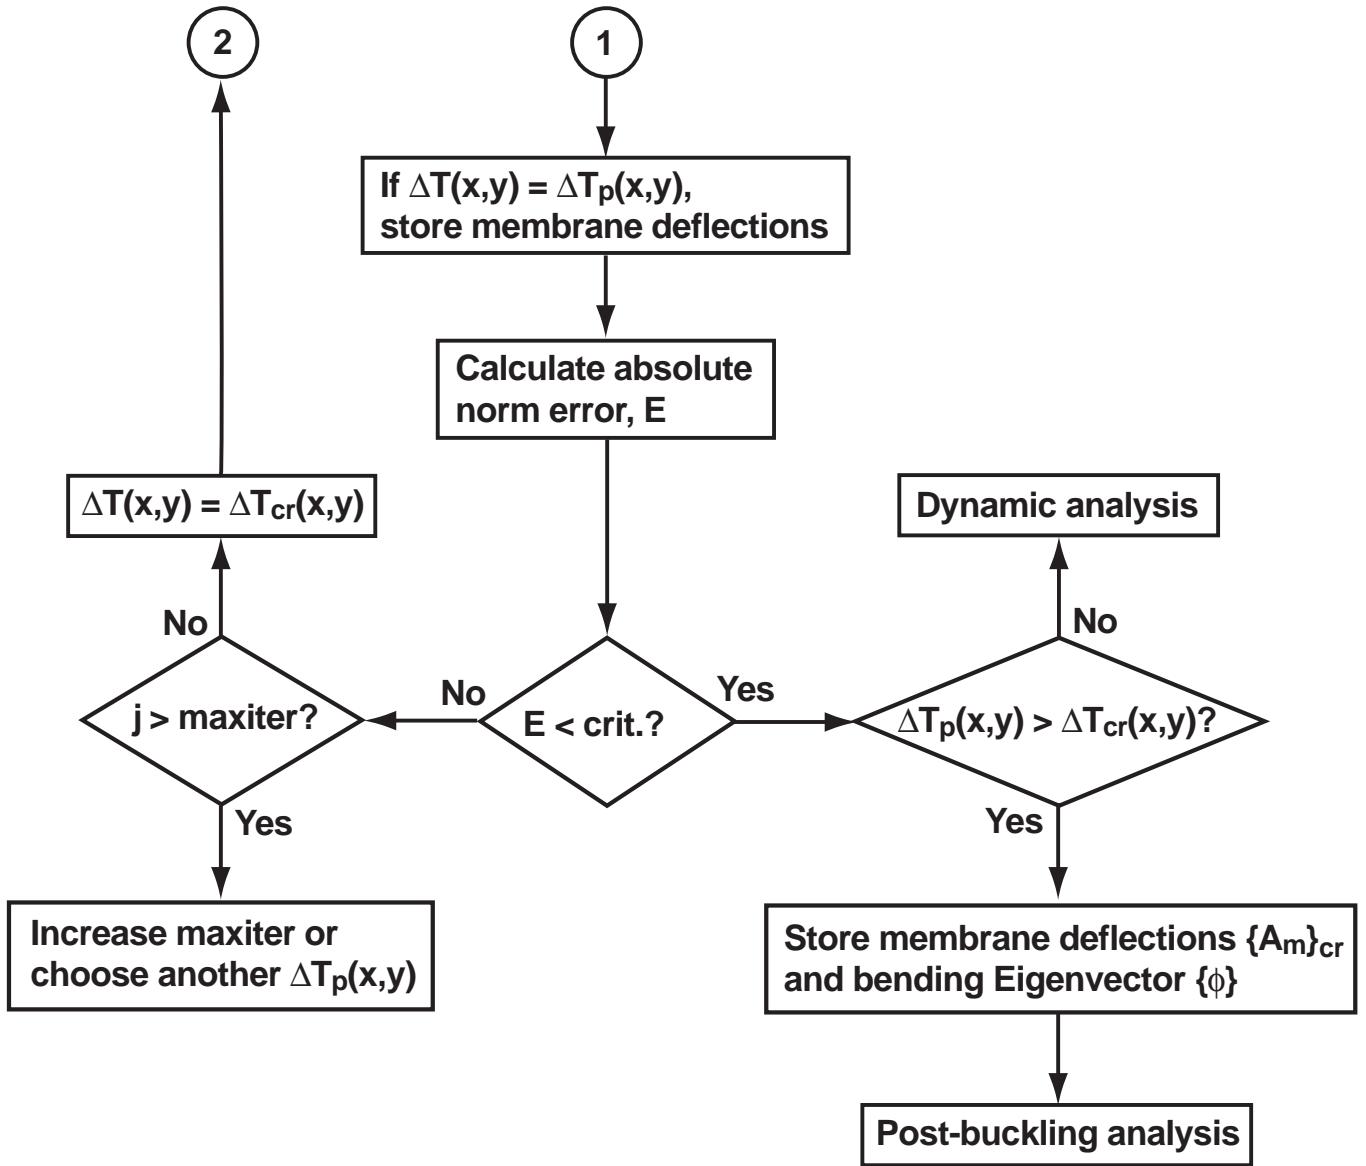 2
1
If ΔT(x,y) = ΔTp(x,y),
store membrane deflections
Calculate absolute
norm error, E
ΔT(x,y) = ΔTcr(x,y)
Dynamic analysis
No
No
No
Yes
j > maxiter?
E < crit.?
ΔTp(x,y) > ΔTcr(x,y)?
Yes
Yes
Increase maxiter or
choose another ΔTp(x,y)
Store membrane deflections {Am}cr
and bending Eigenvector {ϕ}
Post-buckling analysis